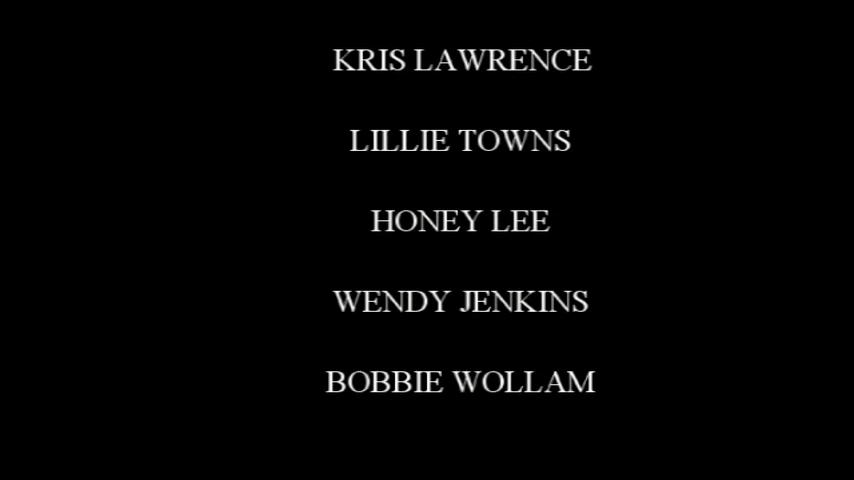 KRIS LAWRENCE
LILLIE TOWNS
HONEY LEE
WENDY JENKINS
BOBBIE WOLLAM